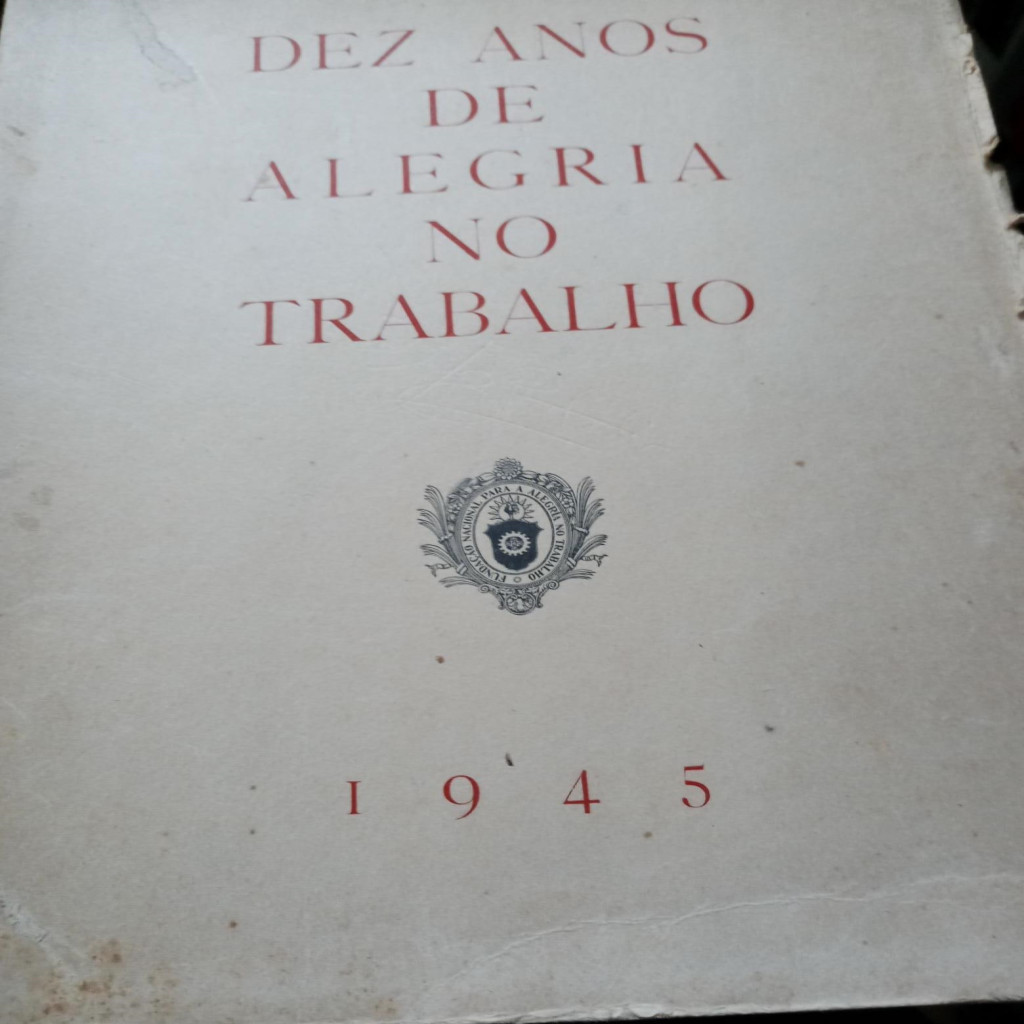 DEZ ANOS
DE
ALEGRIA
NO
TRABALHO
FUNDAÇÃO NACIONAL PARA A ALEGRIA NO TRABALHO
1945